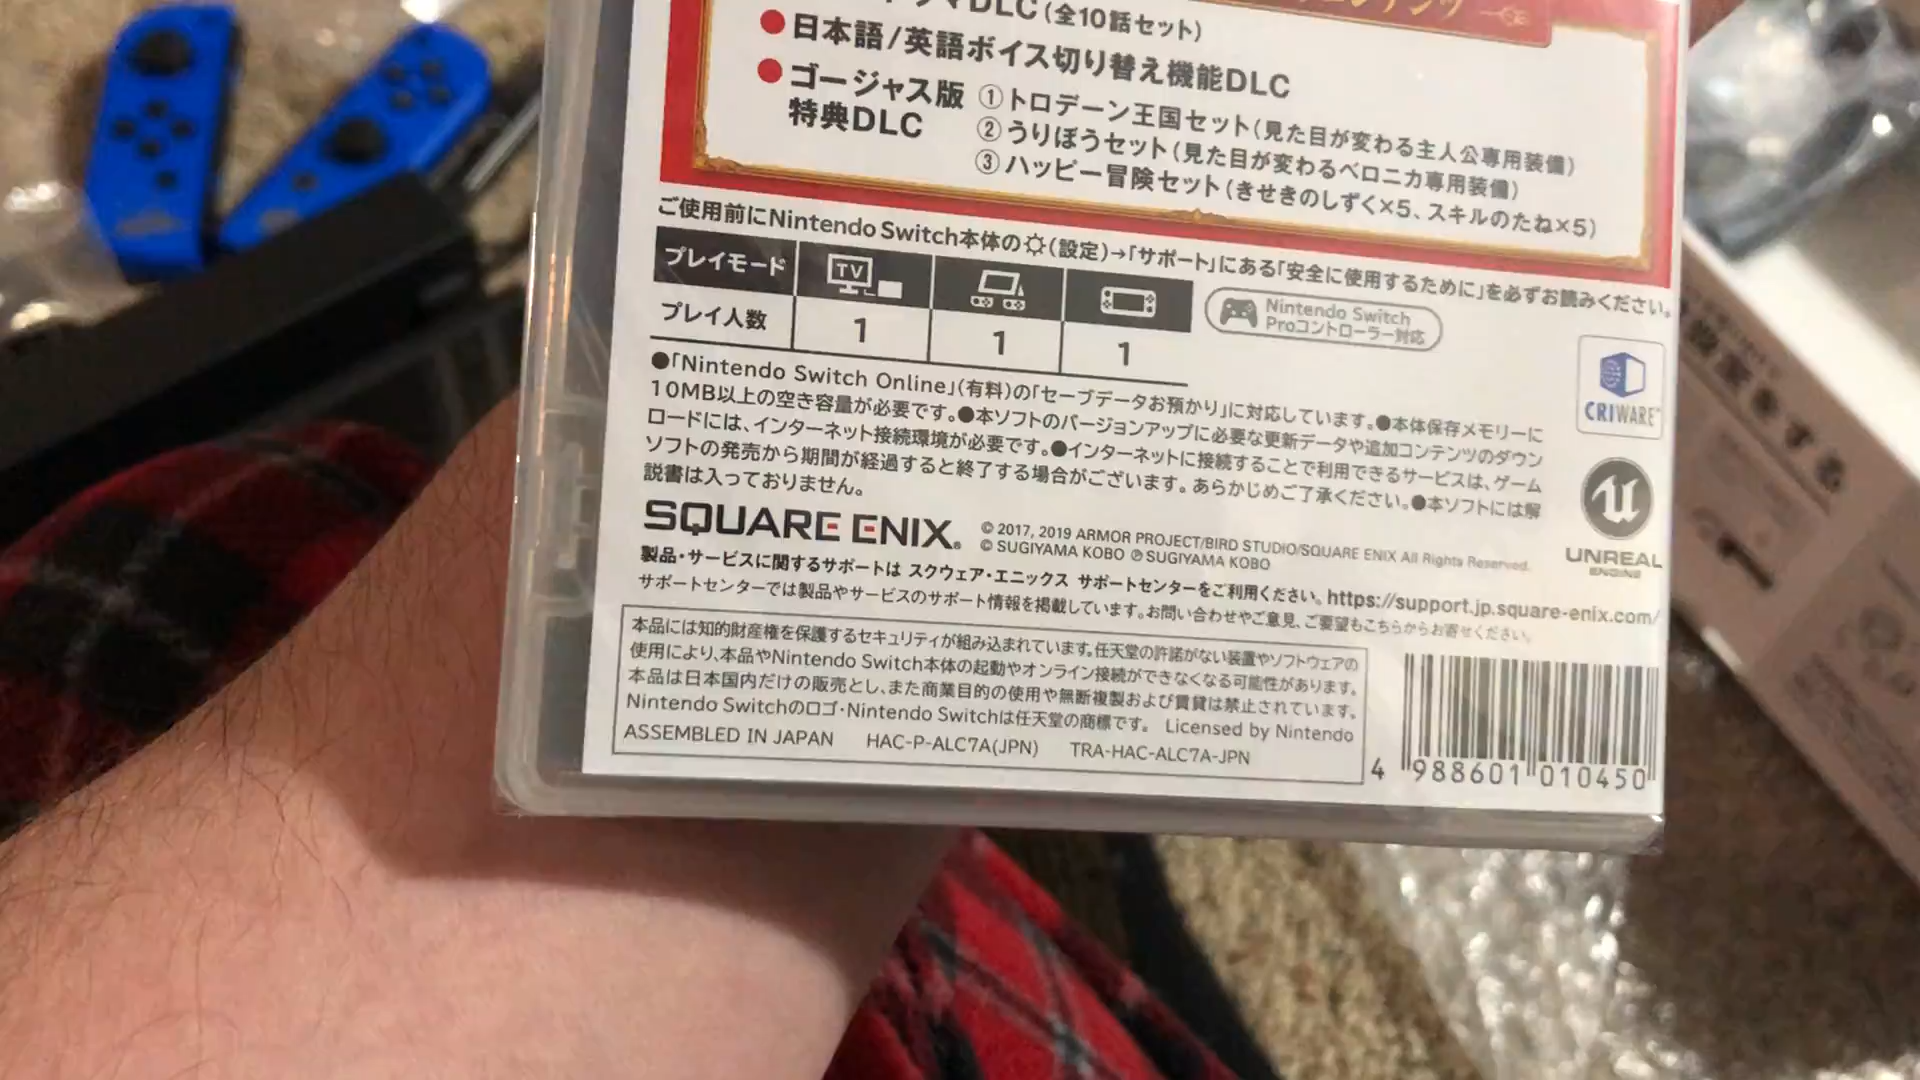 マDLC(全10話セット)
●日本語/英語ボイス切り替え機能DLC
●ゴージャス版
特典DLC
①トロデーン王国セット(見た目が変わる主人公専用装備)
②うりぼうセット(見た目が変わるベロニカ専用装備)
③ハッピー冒険セット(きせきのしずく×5、スキルのたね×5)
ご使用前にNintendo Switch本体の(設定)→「サポート」にある「安全に使用するために」を必ずお読みください。
プレイモード TV
プレイ人数 1 1 1
Nintendo Switch
Proコントローラー対応
●「Nintendo Switch Online」(有料)の「セーブデータお預かり」に対応しています。●本体保存メモリーに
10MB以上の空き容量が必要です。●本ソフトのバージョンアップに必要な更新データや追加コンテンツのダウン
ロードには、インターネット接続環境が必要です。●インターネットに接続することで利用できるサービスは、ゲーム
ソフトの発売から期間が経過すると終了する場合がございます。あらかじめご了承ください。●本ソフトには解
説書は入っておりません。
CRIWARE
UNREAL
ENGINE
SQUARE ENIX.
© 2017, 2019 ARMOR PROJECT/BIRD STUDIO/SQUARE ENIX All Rights Reserved.
© SUGIYAMA KOBO ℗ SUGIYAMA KOBO
製品・サービスに関するサポートは スクウェア・エニックス サポートセンターをご利用ください。https://support.jp.square-enix.com/
サポートセンターでは製品やサービスのサポート情報を掲載しています。お問い合わせやご意見、ご要望もこちらからお寄せください。
本品には知的財産権を保護するセキュリティが組み込まれています。任天堂の許諾がない装置やソフトウェアの
使用により、本品やNintendo Switch本体の起動やオンライン接続ができなくなる可能性があります。
本品は日本国内だけの販売とし、また商業目的の使用や無断複製および賃貸は禁止されています。
Nintendo Switchのロゴ・Nintendo Switchは任天堂の商標です。 Licensed by Nintendo
ASSEMBLED IN JAPAN HAC-P-ALC7A(JPN) TRA-HAC-ALC7A-JPN
4 988601 010450